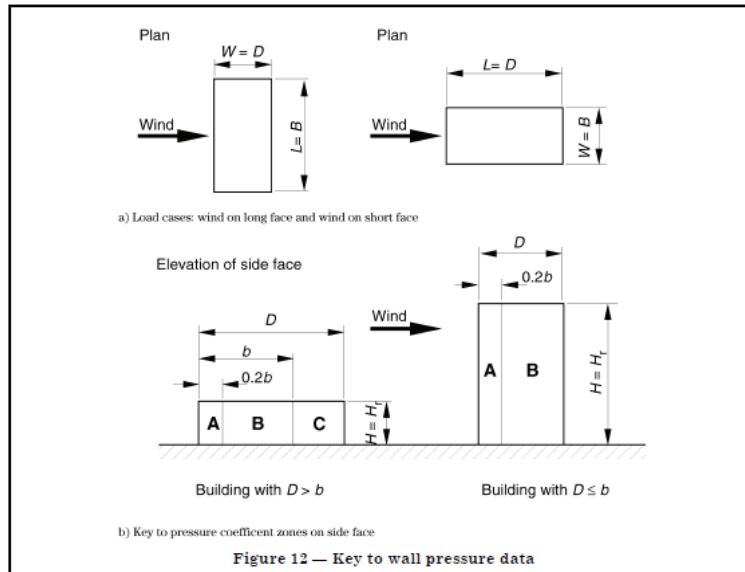 Plan
Plan
W = D
L= D
Wind
L= B
Wind
W = B
a) Load cases: wind on long face and wind on short face
Elevation of side face
D
0.2b
Wind
D
b
0.2b
A
B
C
H = Hr
A
B
H = Hr
Building with D > b
Building with D ≤ b
b) Key to pressure coefficent zones on side face
Figure 12 — Key to wall pressure data